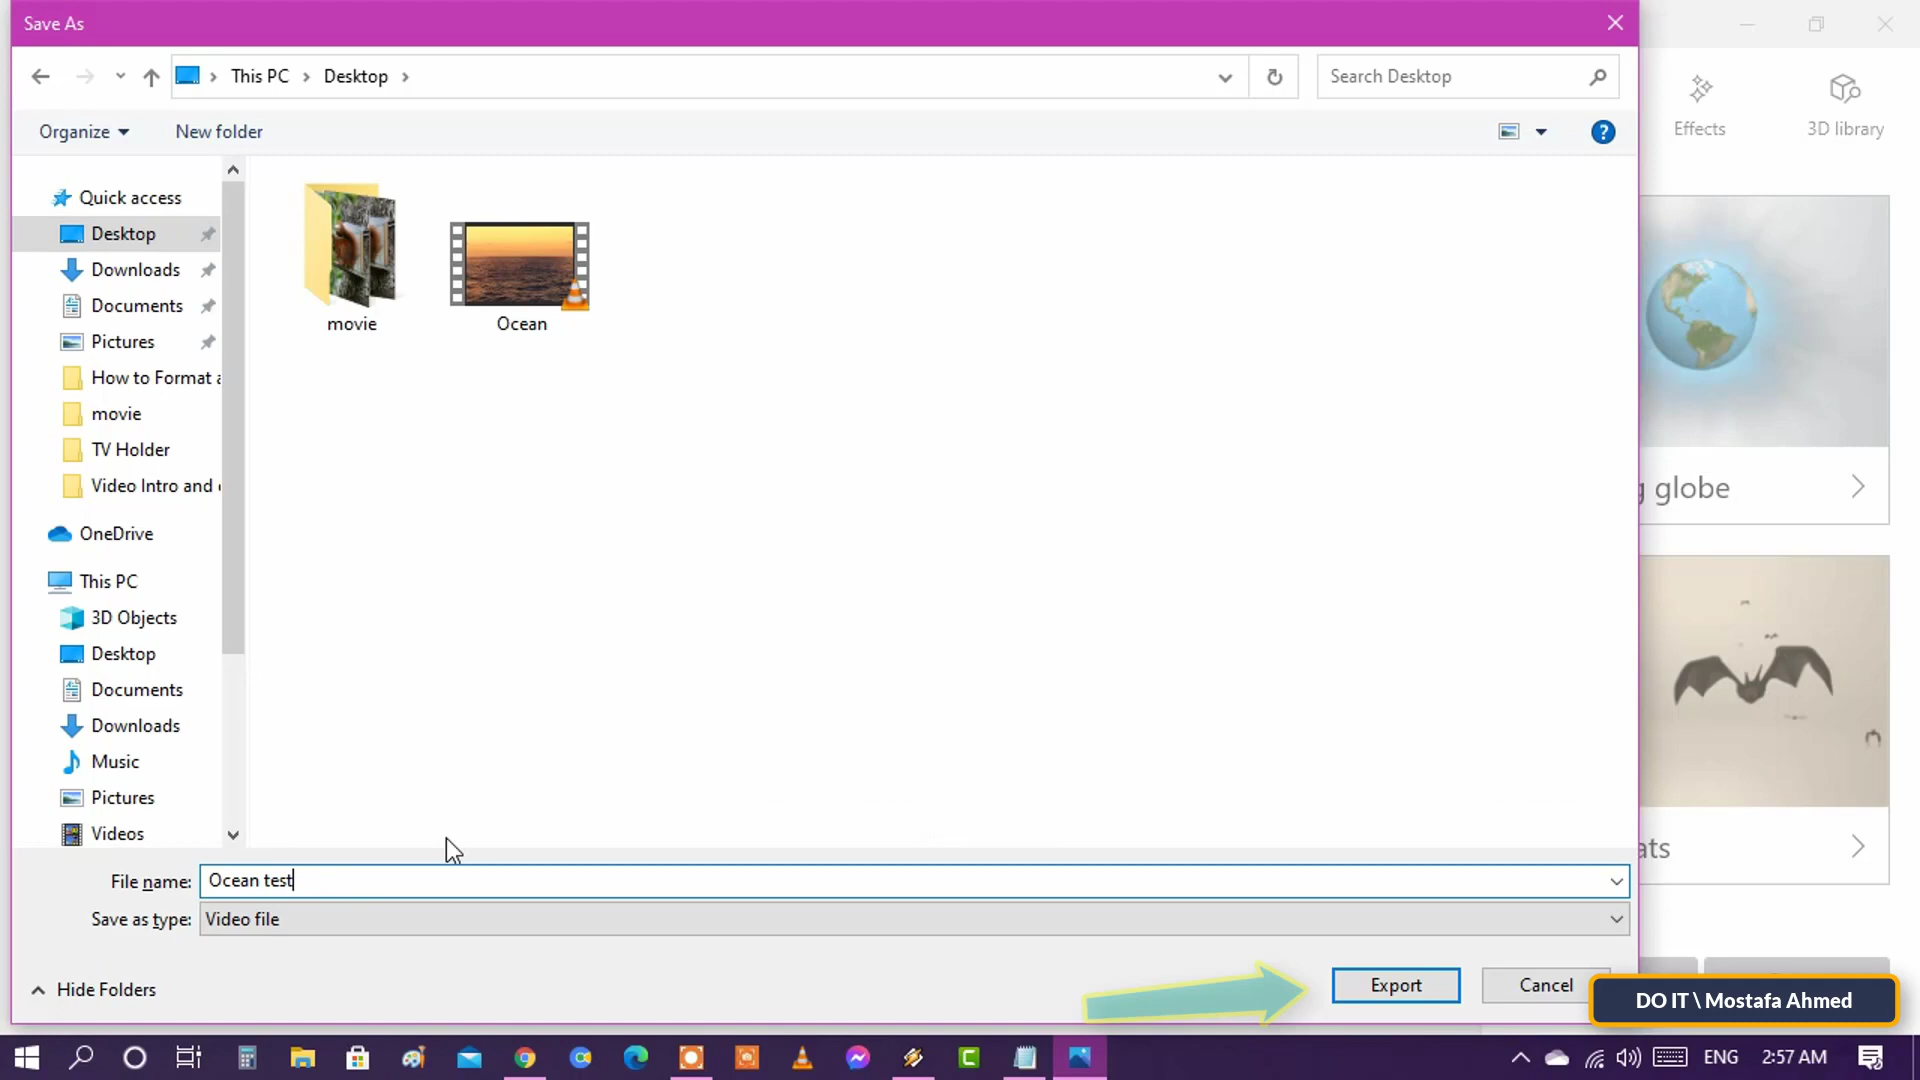 Save As
This PC
Desktop
Search Desktop
Organize
New folder
Effects
3D library
Quick access
Desktop
Downloads
Documents
Pictures
How to Format a
movie
TV Holder
Video Intro and
OneDrive
This PC
3D Objects
Desktop
Documents
Downloads
Music
Pictures
Videos
movie
Ocean
globe
ats
File name:
Ocean test
Save as type:
Video file
Hide Folders
Export
Cancel
DO IT \ Mostafa Ahmed
ENG
2:57 AM